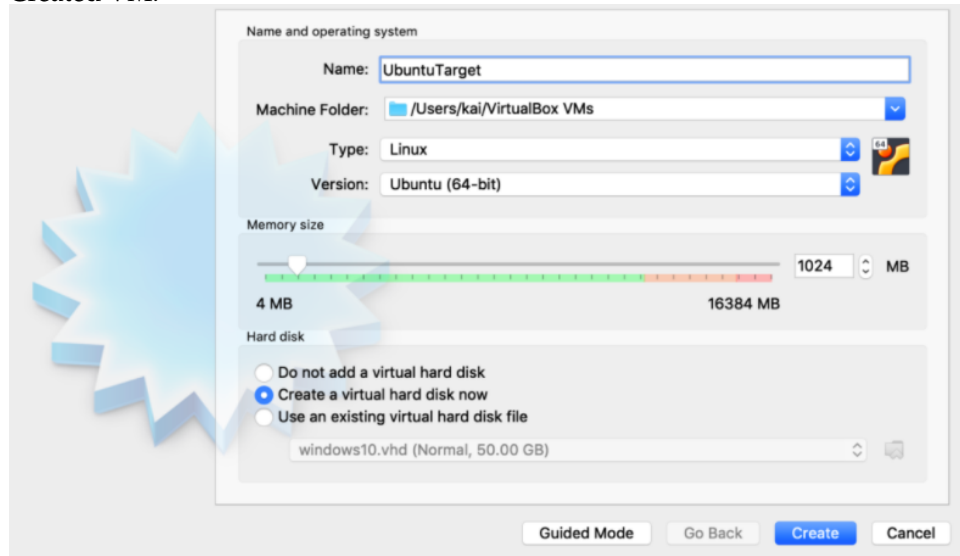 Created VM:
Name and operating system
Name: UbuntuTarget
Machine Folder: /Users/kai/VirtualBox VMs
Type: Linux
64
Version: Ubuntu (64-bit)
Memory size
1024 MB
4 MB 16384 MB
Hard disk
Do not add a virtual hard disk
Create a virtual hard disk now
Use an existing virtual hard disk file
windows10.vhd (Normal, 50.00 GB)
Guided Mode Go Back Create Cancel